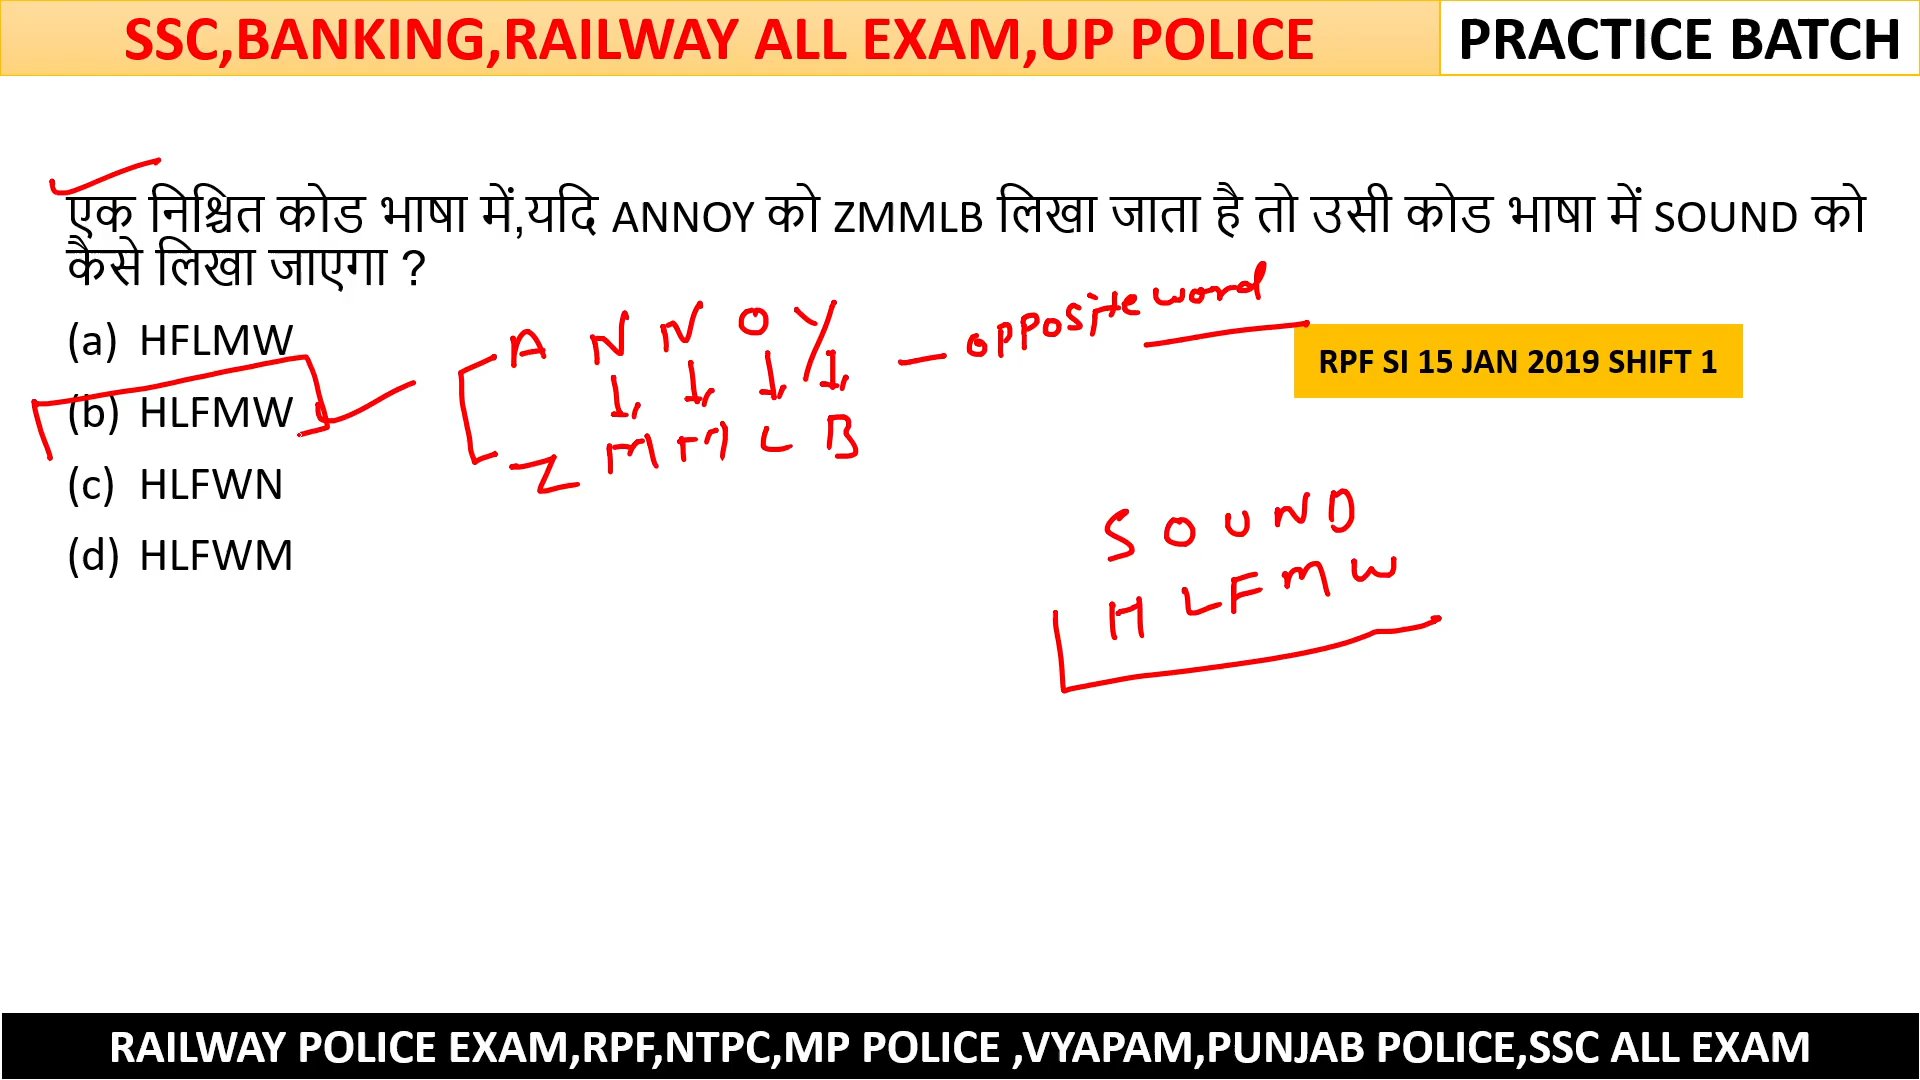 SSC,BANKING,RAILWAY ALL EXAM,UP POLICE
PRACTICE BATCH
एक निश्चित कोड भाषा में,यदि ANNOY को ZMMLB लिखा जाता है तो उसी कोड भाषा में SOUND को
कैसे लिखा जाएगा ?
(a) HFLMW
(b) HLFMW
(c) HLFWN
(d) HLFWM
A N N O Y — opposite word
Z M M L B
RPF SI 15 JAN 2019 SHIFT 1
S O U N D
H L F M W
RAILWAY POLICE EXAM,RPF,NTPC,MP POLICE ,VYAPAM,PUNJAB POLICE,SSC ALL EXAM